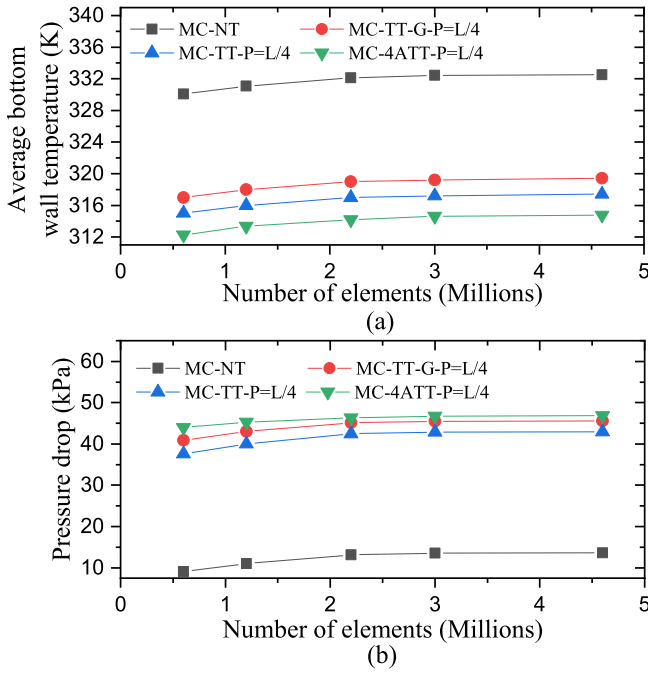 MC-NT MC-TT-G-P=L/4
MC-TT-P=L/4 MC-4ATT-P=L/4
Average bottom
wall temperature (K)
340
336
332
328
324
320
316
312
0 1 2 3 4 5
Number of elements (Millions)
(a)
MC-NT MC-TT-G-P=L/4
MC-TT-P=L/4 MC-4ATT-P=L/4
Pressure drop (kPa)
60
50
40
30
20
10
0 1 2 3 4 5
Number of elements (Millions)
(b)